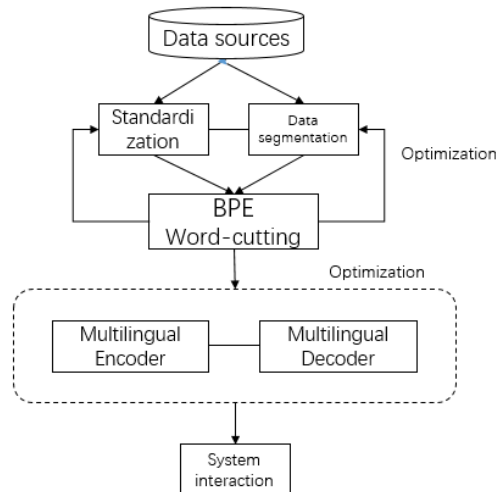 Data sources
Standardi
zation
Data
segmentation
Optimization
BPE
Word-cutting
Optimization
Multilingual
Encoder
Multilingual
Decoder
System
interaction